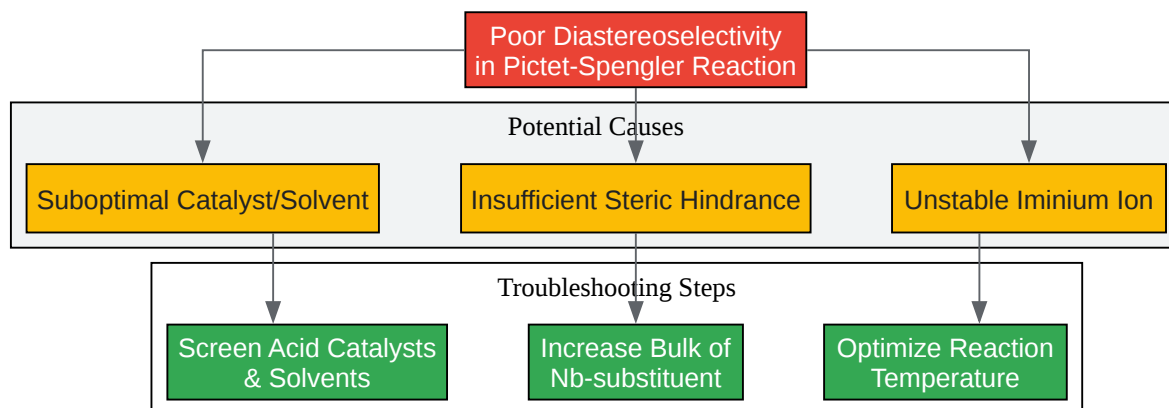 Poor Diastereoselectivity
in Pictet-Spengler Reaction
Potential Causes
Suboptimal Catalyst/Solvent
Insufficient Steric Hindrance
Unstable Iminium Ion
Troubleshooting Steps
Screen Acid Catalysts
& Solvents
Increase Bulk of
Nb-substituent
Optimize Reaction
Temperature